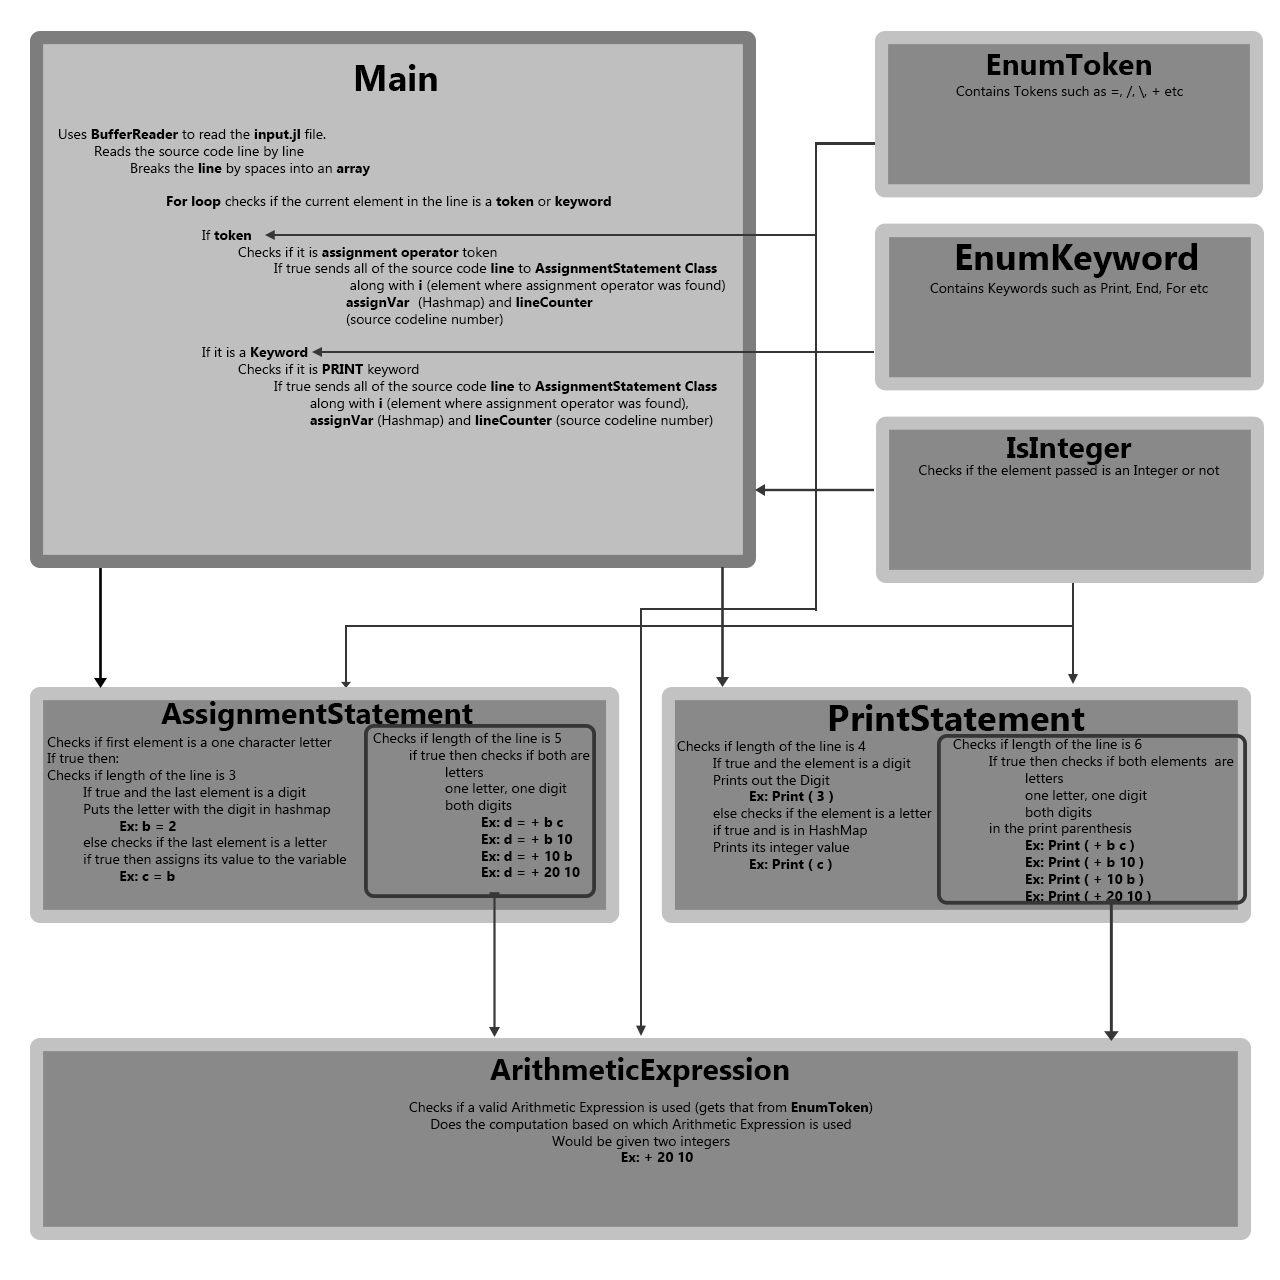 Main
Uses BufferReader to read the input.jl file.
Reads the source code line by line
Breaks the line by spaces into an array
For loop checks if the current element in the line is a token or keyword
If token
Checks if it is assignment operator token
If true sends all of the source code line to AssignmentStatement Class
along with i (element where assignment operator was found)
assignVar (Hashmap) and lineCounter
(source codeline number)
If it is a Keyword
Checks if it is PRINT keyword
If true sends all of the source code line to AssignmentStatement Class
along with i (element where assignment operator was found),
assignVar (Hashmap) and lineCounter (source codeline number)
EnumToken
Contains Tokens such as =, /, \, + etc
EnumKeyword
Contains Keywords such as Print, End, For etc
IsInteger
Checks if the element passed is an Integer or not
AssignmentStatement
Checks if first element is a one character letter
If true then:
Checks if length of the line is 3
If true and the last element is a digit
Puts the letter with the digit in hashmap
Ex: b = 2
else checks if the last element is a letter
if true then assigns its value to the variable
Ex: c = b
Checks if length of the line is 5
if true then checks if both are
letters
one letter, one digit
both digits
Ex: d = + b c
Ex: d = + b 10
Ex: d = + 10 b
Ex: d = + 20 10
PrintStatement
Checks if length of the line is 4
If true and the element is a digit
Prints out the Digit
Ex: Print ( 3 )
else checks if the element is a letter
if true and is in HashMap
Prints its integer value
Ex: Print ( c )
Checks if length of the line is 6
If true then checks if both elements are
letters
one letter, one digit
both digits
in the print parenthesis
Ex: Print ( + b c )
Ex: Print ( + b 10 )
Ex: Print ( + 10 b )
Ex: Print ( + 20 10 )
ArithmeticExpression
Checks if a valid Arithmetic Expression is used (gets that from EnumToken)
Does the computation based on which Arithmetic Expression is used
Would be given two integers
Ex: + 20 10